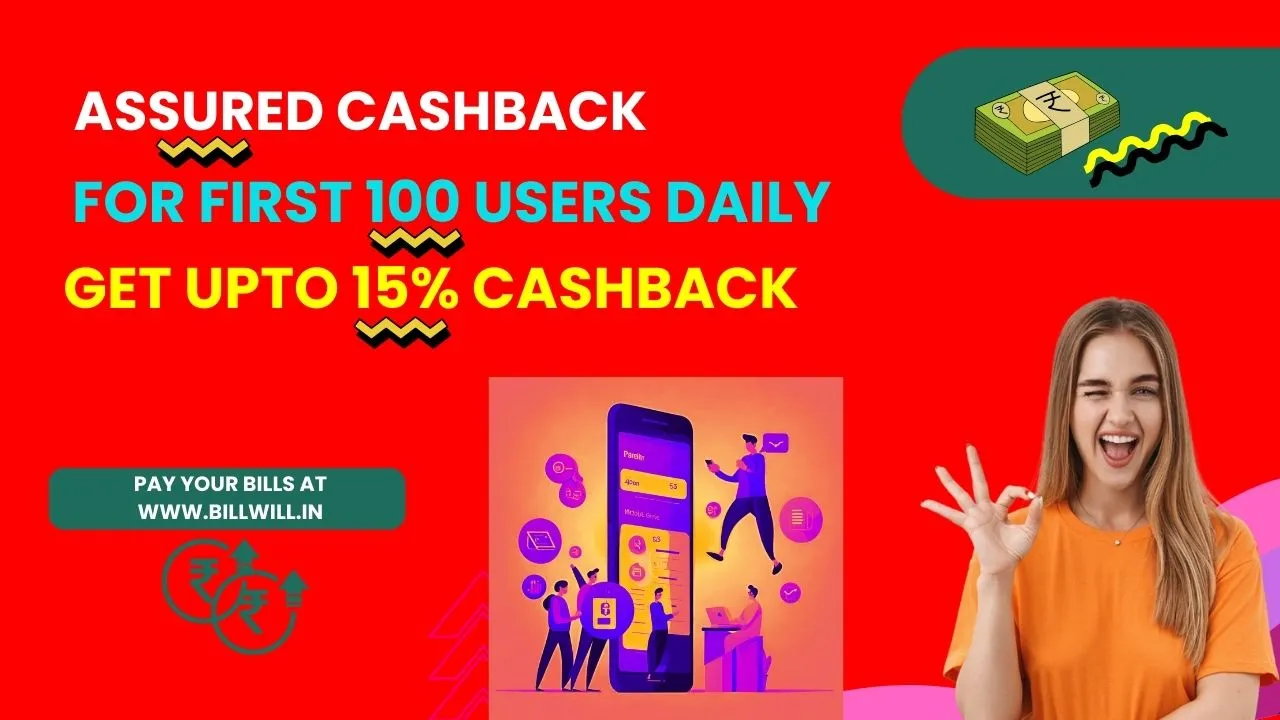 ASSURED CASHBACK
FOR FIRST 100 USERS DAILY
GET UPTO 15% CASHBACK
PAY YOUR BILLS AT
WWW.BILLWILL.IN